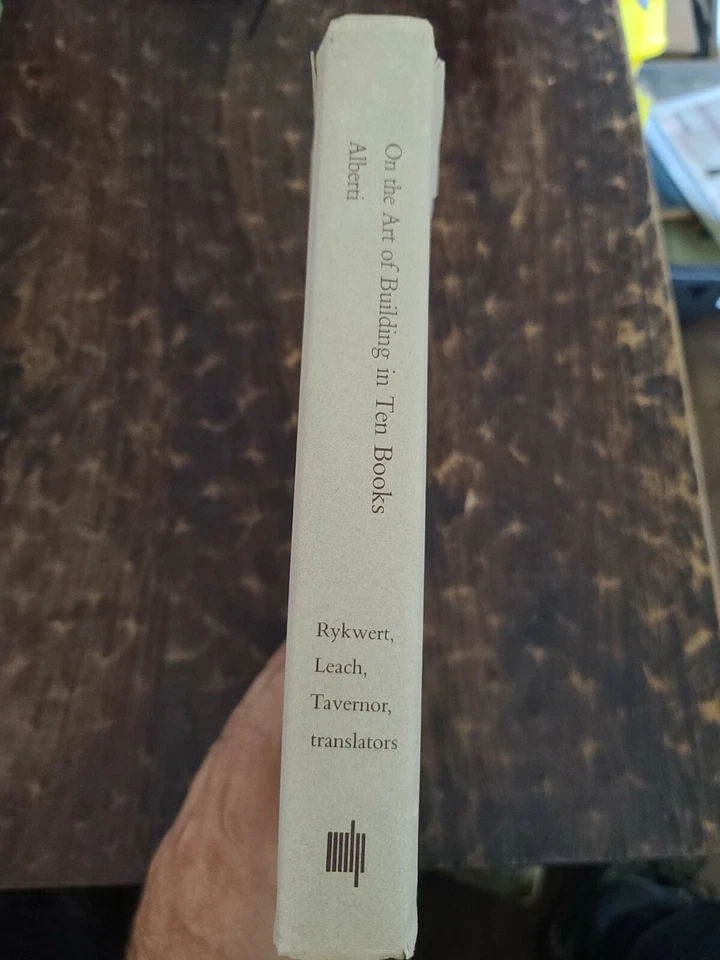 On the Art of Building in Ten Books
Alberti
Rykwert,
Leach,
Tavernor,
translators